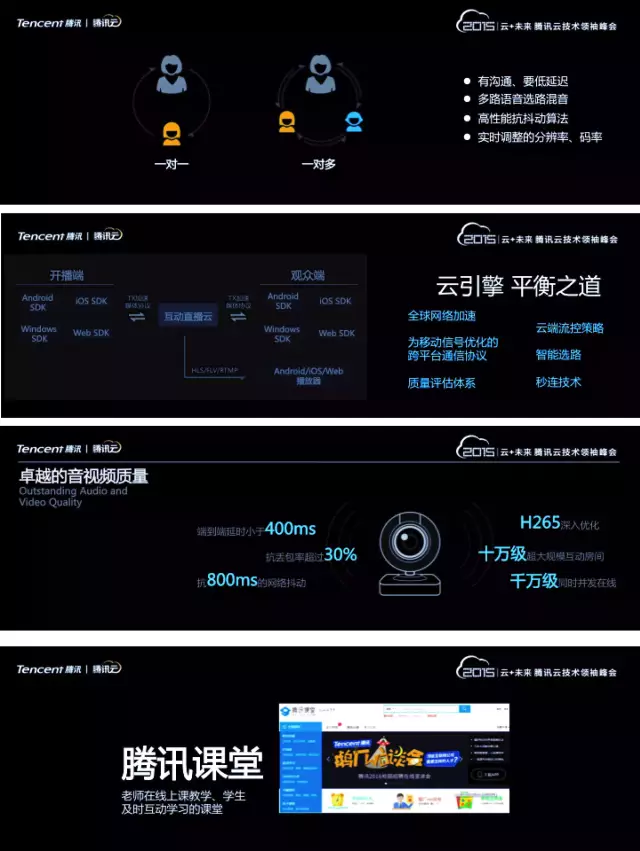 Tencent 腾讯 | 腾讯云
2015 | 云+未来 腾讯云技术领袖峰会
一对一
一对多
有沟通、要低延迟
多路语音选路混音
高性能抗抖动算法
实时调整的分辨率、码率
Tencent 腾讯 | 腾讯云
2015 | 云+未来 腾讯云技术领袖峰会
开播端
Android SDK
iOS SDK
Windows SDK
Web SDK
互动直播云
观众端
Android SDK
iOS SDK
Windows SDK
Web SDK
HLS/FLV/RTMP
Android/iOS/Web
播放器
云引擎 平衡之道
全球网络加速
为移动信号优化的
跨平台通信协议
质量评估体系
云端流控策略
智能选路
秒连技术
Tencent 腾讯 | 腾讯云
2015 | 云+未来 腾讯云技术领袖峰会
卓越的音视频质量
Outstanding Audio and
Video Quality
端到端延时小于400ms
抗丢包率超过30%
抗800ms的网络抖动
H265深入优化
十万级超大规模互动房间
千万级同时并发在线
Tencent 腾讯 | 腾讯云
2015 | 云+未来 腾讯云技术领袖峰会
腾讯课堂
老师在线上课教学、学生
及时互动学习的课堂
腾讯课堂
Tencent 腾讯
腾讯2016校园招聘在线宣讲会